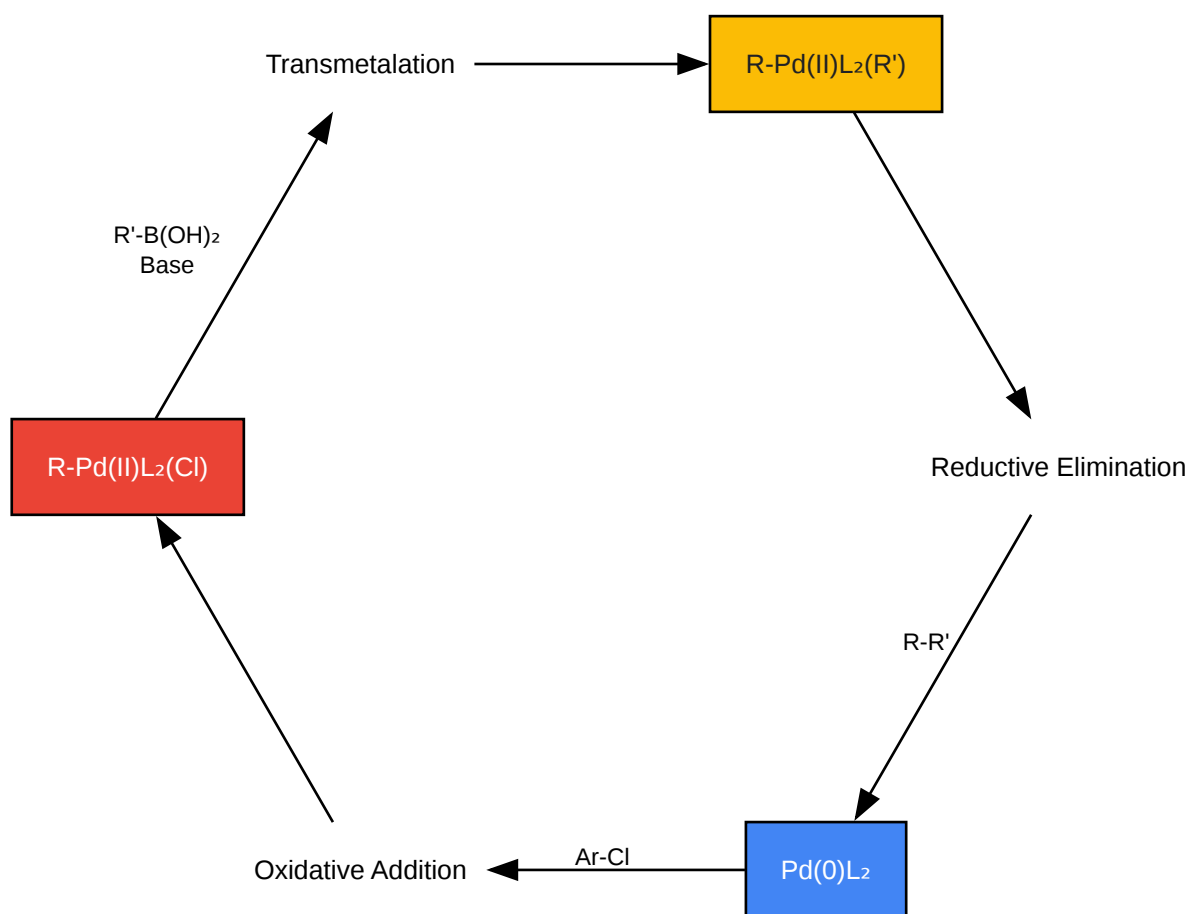 Transmetalation
R-Pd(II)L₂(R')
R'-B(OH)₂
Base
R-Pd(II)L₂(Cl)
Reductive Elimination
R-R'
Oxidative Addition
Ar-Cl
Pd(0)L₂